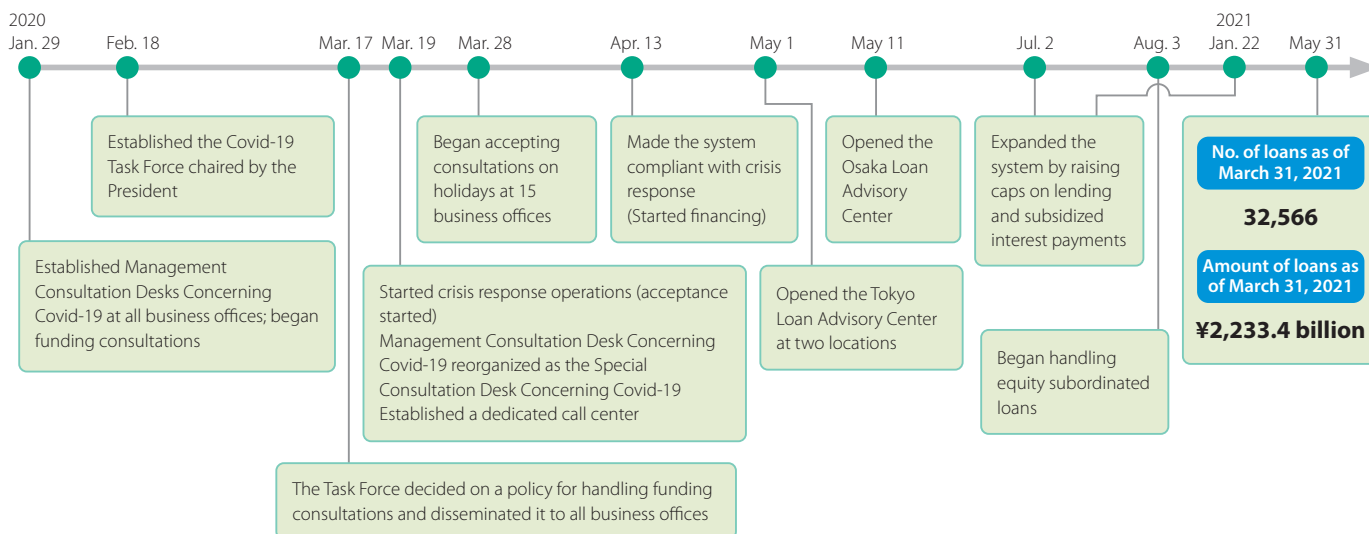 2020
Jan. 29
Feb. 18
Mar. 17
Mar. 19
Mar. 28
Apr. 13
May 1
May 11
Jul. 2
Aug. 3
2021
Jan. 22
May 31
Established the Covid-19
Task Force chaired by the
President
Began accepting
consultations on
holidays at 15
business offices
Made the system
compliant with crisis
response
(Started financing)
Opened the
Osaka Loan
Advisory
Center
Expanded the
system by raising
caps on lending
and subsidized
interest payments
No. of loans as of
March 31, 2021
32,566
Amount of loans as
of March 31, 2021
¥2,233.4 billion
Established Management
Consultation Desks Concerning
Covid-19 at all business offices; began
funding consultations
Started crisis response operations (acceptance
started)
Management Consultation Desk Concerning
Covid-19 reorganized as the Special
Consultation Desk Concerning Covid-19
Established a dedicated call center
Opened the Tokyo
Loan Advisory Center
at two locations
Began handling
equity subordinated
loans
The Task Force decided on a policy for handling funding
consultations and disseminated it to all business offices